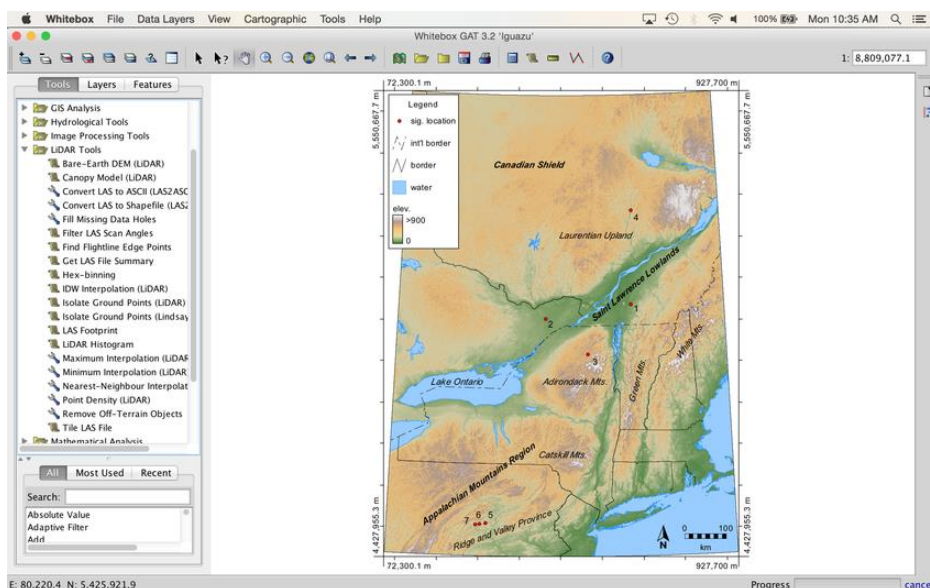 Whitebox File Data Layers View Cartographic Tools Help 100% Mon 10:35 AM
Whitebox GAT 3.2 'Iguazu'
1: 8,809,077.1
Tools Layers Features
GIS Analysis
Hydrological Tools
Image Processing Tools
LiDAR Tools
Bare-Earth DEM (LiDAR)
Canopy Model (LiDAR)
Convert LAS to ASCII (LAS2ASC
Convert LAS to Shapefile (LAS2
Fill Missing Data Holes
Filter LAS Scan Angles
Find Flightline Edge Points
Get LAS File Summary
Hex-binning
IDW Interpolation (LiDAR)
Isolate Ground Points (LiDAR)
Isolate Ground Points (Lindsay
LAS Footprint
LiDAR Histogram
Maximum Interpolation (LiDAR
Minimum Interpolation (LiDAR
Nearest-Neighbour Interpolat
Point Density (LiDAR)
Remove Off-Terrain Objects
Tile LAS File
Mathematical Analysis
All Most Used Recent
Search:
Absolute Value
Adaptive Filter
Add
72,300.1 m 927,700 m
5,550,667.7 m 5,550,667.7 m
Legend
sig. location
int'l border
border
water
elev.
>900
0
Canadian Shield
4
Laurentian Upland
Saint Lawrence Lowlands
1
2
3
Lake Ontario
Adirondack Mts.
Green Mts.
White Mts.
Catskill Mts.
Appalachian Mountains Region
7 6 5
Ridge and Valley Province
N
0 100
km
4,427,955.3 m 4,427,955.3 m
72,300.1 m 927,700 m
E: 80,220.4 N: 5,425,921.9 Progress cance